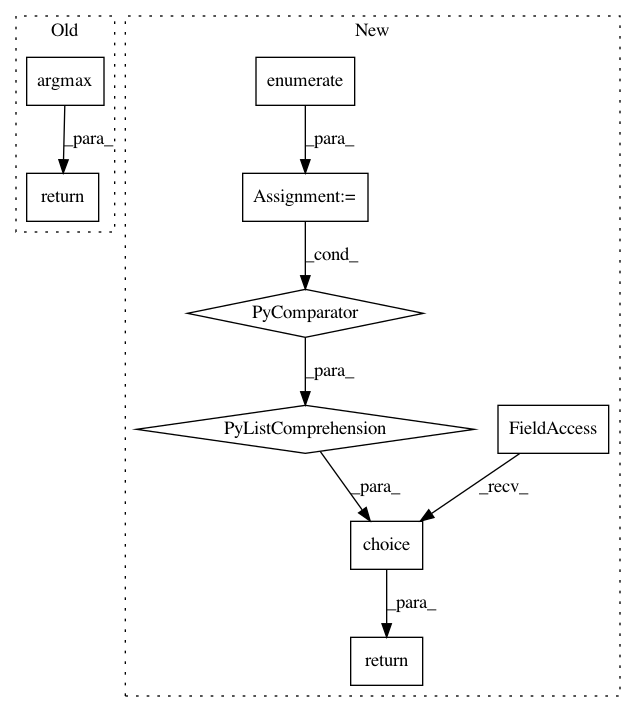 Old
New
argmax
enumerate
_para_
_para_
return
Assignment:=
_cond_
PyComparator
_para_
PyListComprehension
FieldAccess
_para_
_recv_
choice
_para_
return